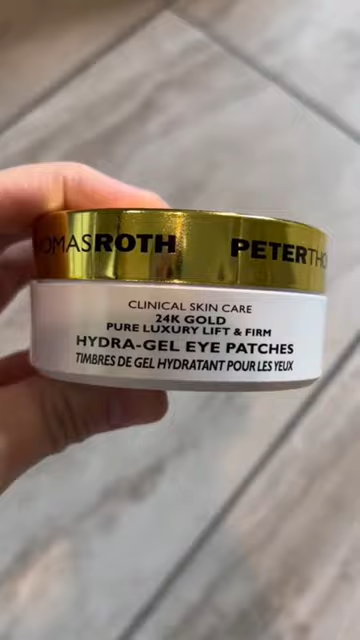 OMASROTH PETERTHO
CLINICAL SKIN CARE
24K GOLD
PURE LUXURY LIFT & FIRM
HYDRA-GEL EYE PATCHES
TIMBRES DE GEL HYDRATANT POUR LES YEUX